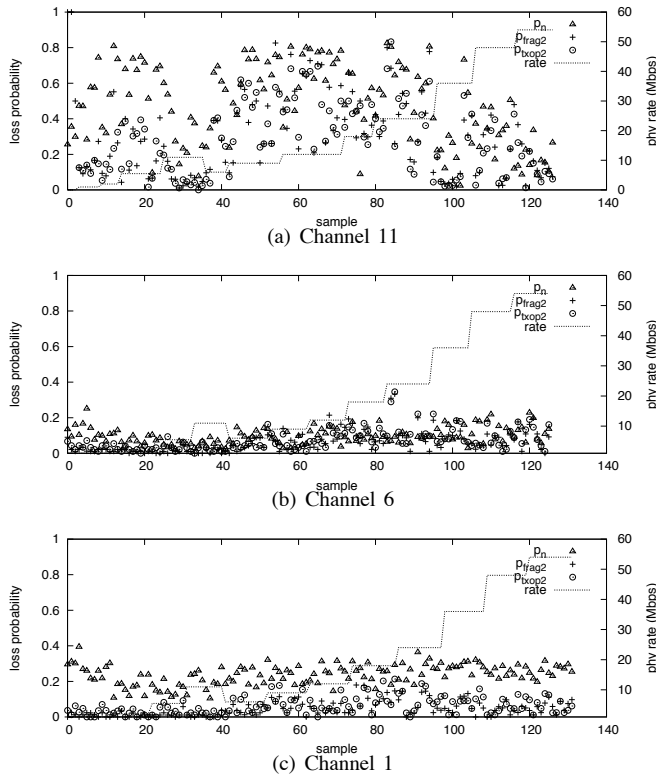 1
0.8
0.6
0.4
0.2
0
loss probability
0 20 40 60 80 100 120 140
sample
60
50
40
30
20
10
0
phy rate (Mbps)
p_n
p_frag2
p_txop2
rate
(a) Channel 11
1
0.8
0.6
0.4
0.2
0
loss probability
0 20 40 60 80 100 120 140
sample
60
50
40
30
20
10
0
phy rate (Mbps)
p_n
p_frag2
p_txop2
rate
(b) Channel 6
1
0.8
0.6
0.4
0.2
0
loss probability
0 20 40 60 80 100 120 140
sample
60
50
40
30
20
10
0
phy rate (Mbps)
p_n
p_frag2
p_txop2
rate
(c) Channel 1